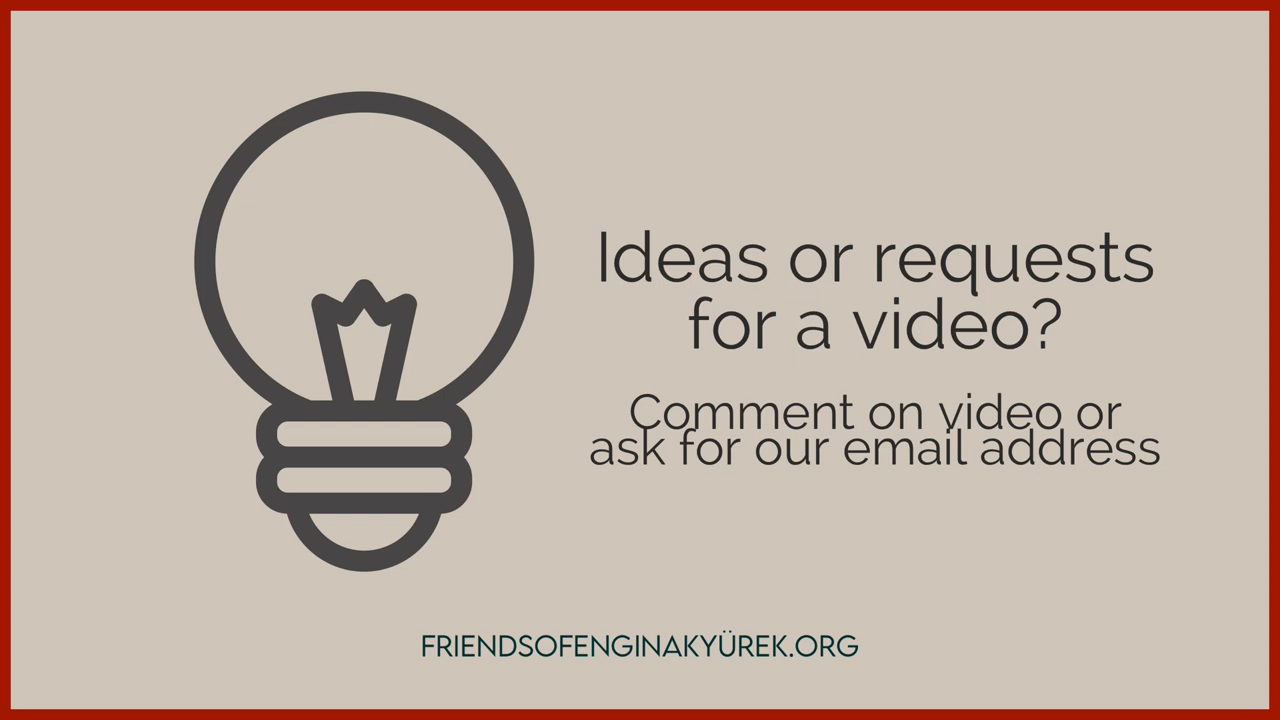 Ideas or requests
for a video?
Comment on video or
ask for our email address
FRIENDSOFENGINAKYÜREK.ORG